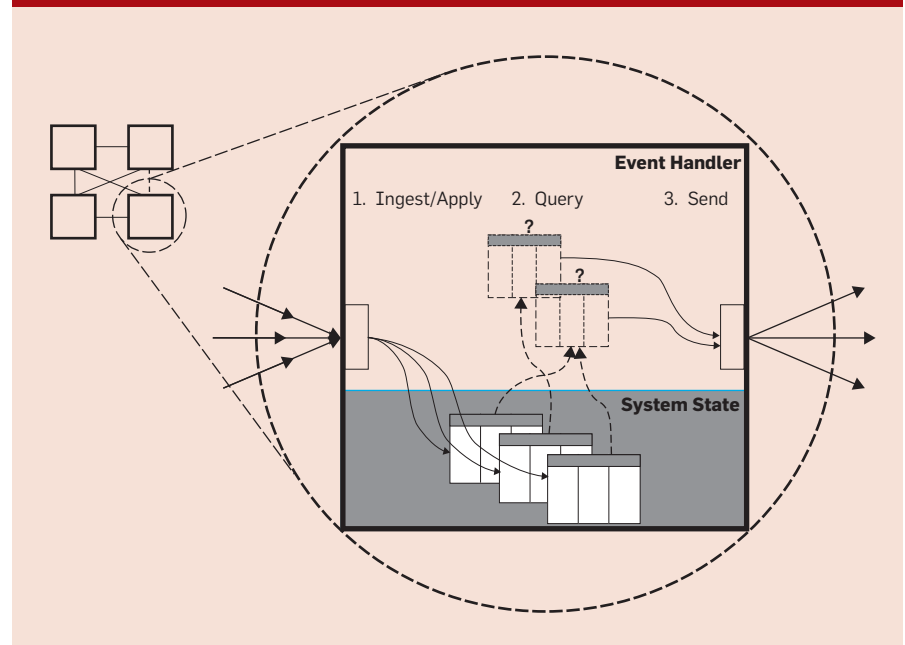 Event Handler
1. Ingest/Apply 2. Query 3. Send
?
?
System State